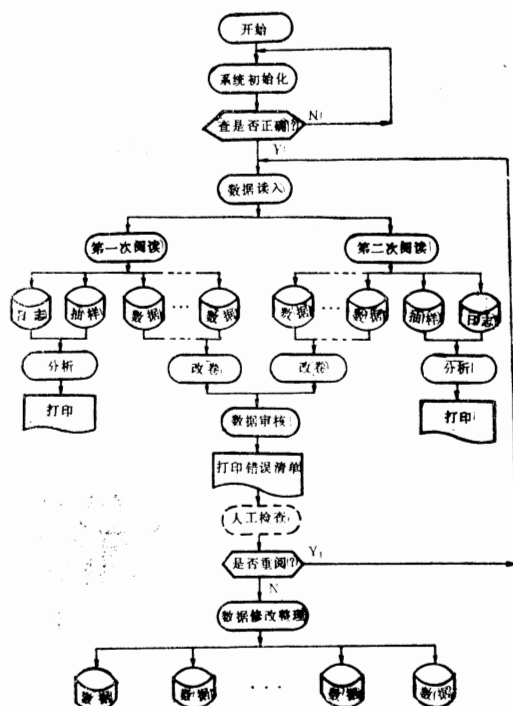 开始
系统初始化
查是否正确? N
Y
数据读入
第一次阅读 第二次阅读
日志 抽样 数据 ··· 数据 数据 ··· 数据 抽样 日志
分析 改卷 改卷 分析
打印 数据审核 打印
打印错误清单
人工检查
是否重阅? Y
N
数据修改整理
数据 数据 ··· 数据 数据